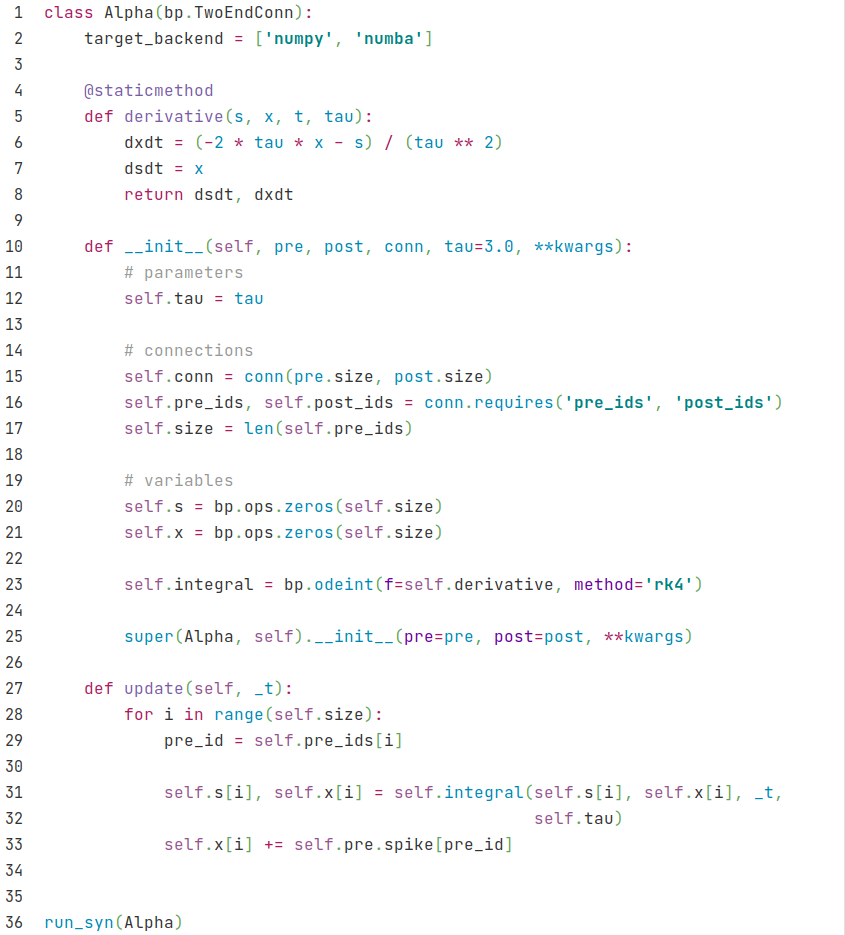 1 class Alpha(bp.TwoEndConn):
2     target_backend = ['numpy', 'numba']
3
4     @staticmethod
5     def derivative(s, x, t, tau):
6         dxdt = (-2 * tau * x - s) / (tau ** 2)
7         dsdt = x
8         return dsdt, dxdt
9
10     def __init__(self, pre, post, conn, tau=3.0, **kwargs):
11         # parameters
12         self.tau = tau
13
14         # connections
15         self.conn = conn(pre.size, post.size)
16         self.pre_ids, self.post_ids = conn.requires('pre_ids', 'post_ids')
17         self.size = len(self.pre_ids)
18
19         # variables
20         self.s = bp.ops.zeros(self.size)
21         self.x = bp.ops.zeros(self.size)
22
23         self.integral = bp.odeint(f=self.derivative, method='rk4')
24
25         super(Alpha, self).__init__(pre=pre, post=post, **kwargs)
26
27     def update(self, _t):
28         for i in range(self.size):
29             pre_id = self.pre_ids[i]
30
31             self.s[i], self.x[i] = self.integral(self.s[i], self.x[i], _t,
32                                                  self.tau)
33             self.x[i] += self.pre.spike[pre_id]
34
35
36 run_syn(Alpha)